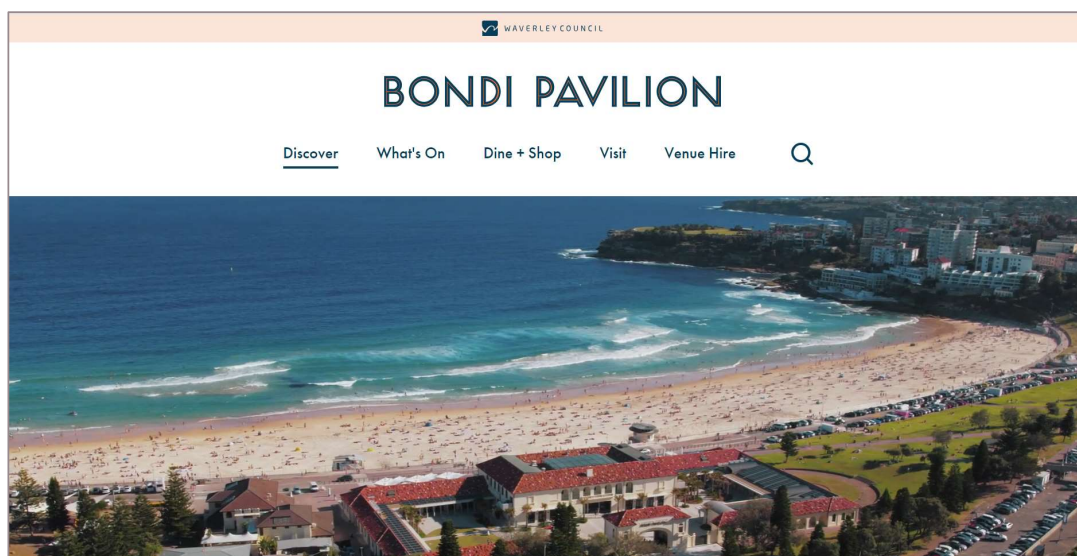 WAVERLEY COUNCIL
BONDI PAVILION
Discover What's On Dine + Shop Visit Venue Hire